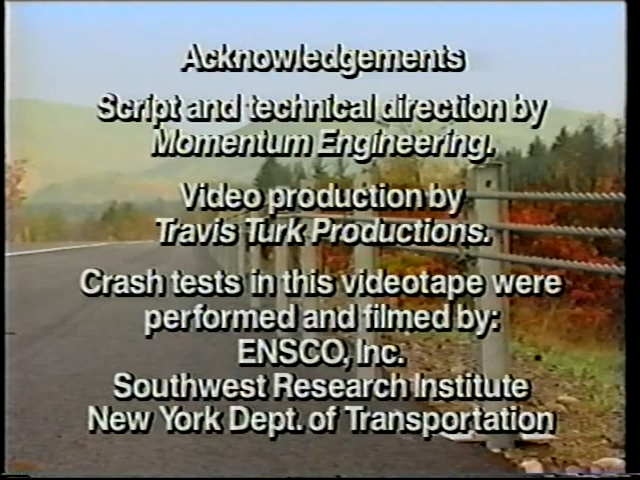 Acknowledgements
Script and technical direction by
Momentum Engineering.
Video production by
Travis Turk Productions.
Crash tests in this videotape were
performed and filmed by:
ENSCO, Inc.
Southwest Research Institute
New York Dept. of Transportation